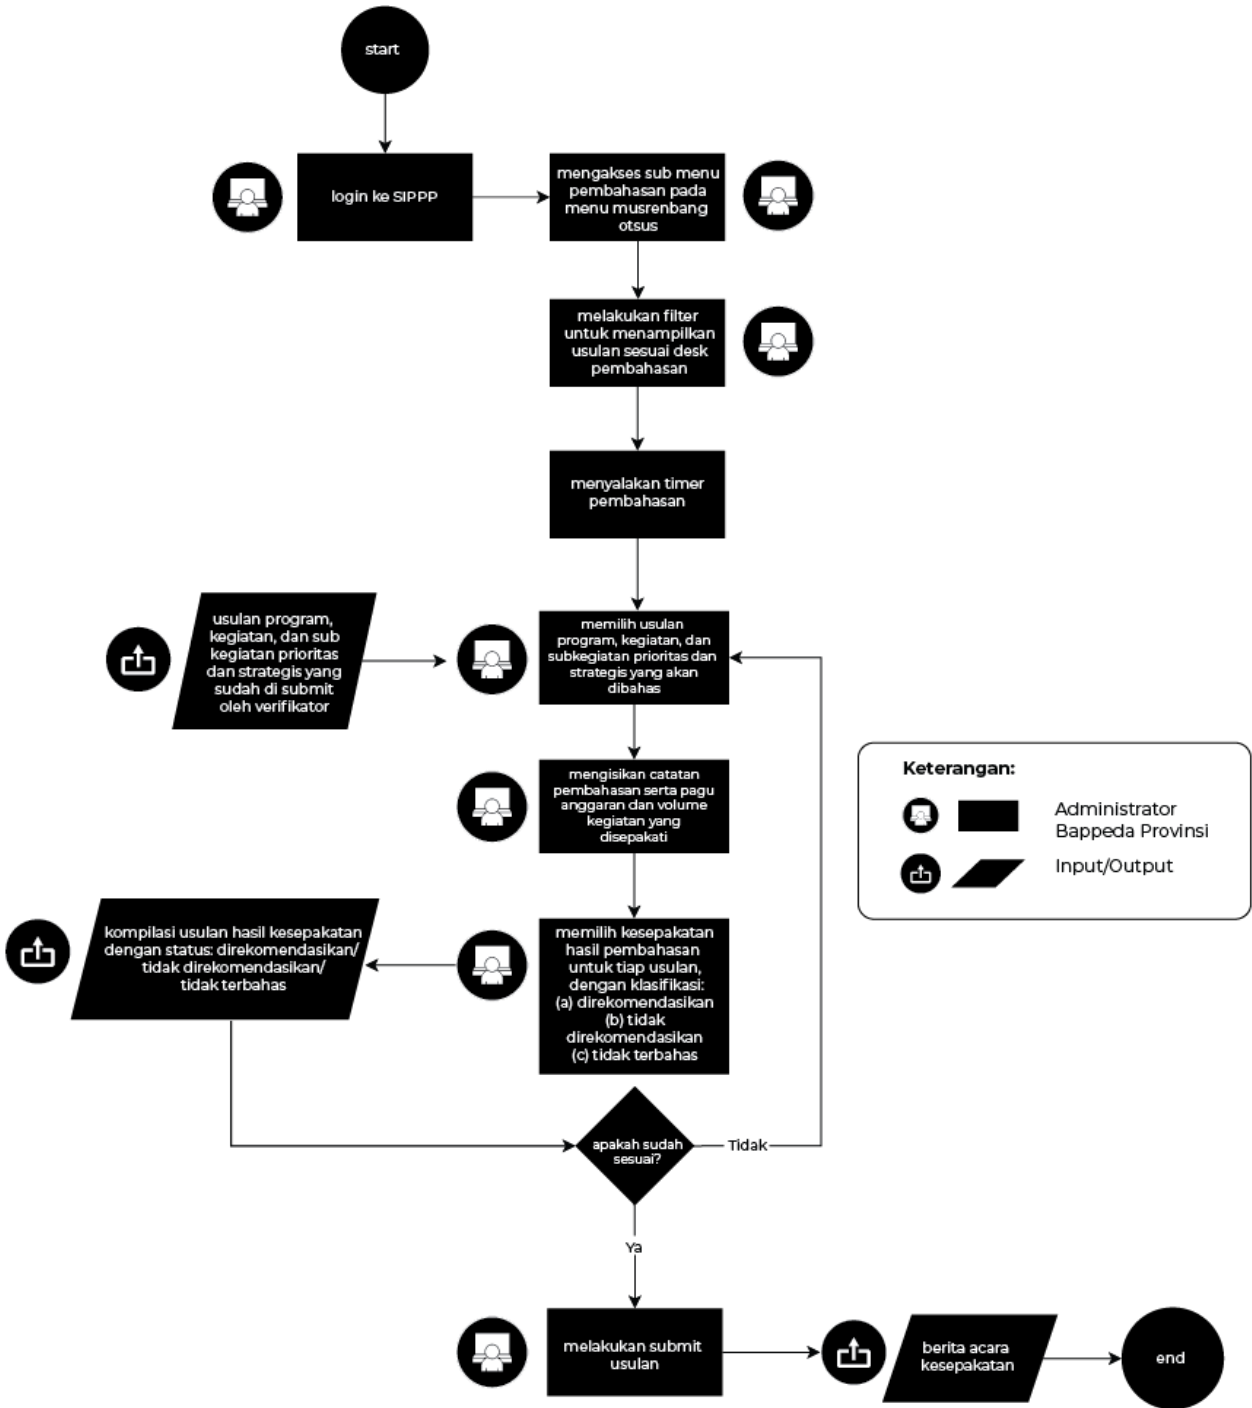 start
login ke SIPPP
mengakses sub menu
pembahasan pada
menu musrenbang
otsus
melakukan filter
untuk menampilkan
usulan sesuai desk
pembahasan
menyalakan timer
pembahasan
usulan program,
kegiatan, dan sub
kegiatan prioritas
dan strategis yang
sudah di submit
oleh verifikator
memilih usulan
program, kegiatan, dan
subkegiatan prioritas dan
strategis yang akan
dibahas
mengisikan catatan
pembahasan serta pagu
anggaran dan volume
kegiatan yang
disepakati
Keterangan:
Administrator
Bappeda Provinsi
Input/Output
kompilasi usulan hasil kesepakatan
dengan status: direkomendasikan/
tidak direkomendasikan/
tidak terbahas
memilih kesepakatan
hasil pembahasan
untuk tiap usulan,
dengan klasifikasi:
(a) direkomendasikan
(b) tidak
direkomendasikan
(c) tidak terbahas
apakah sudah
sesuai?
Tidak
Ya
melakukan submit
usulan
berita acara
kesepakatan
end